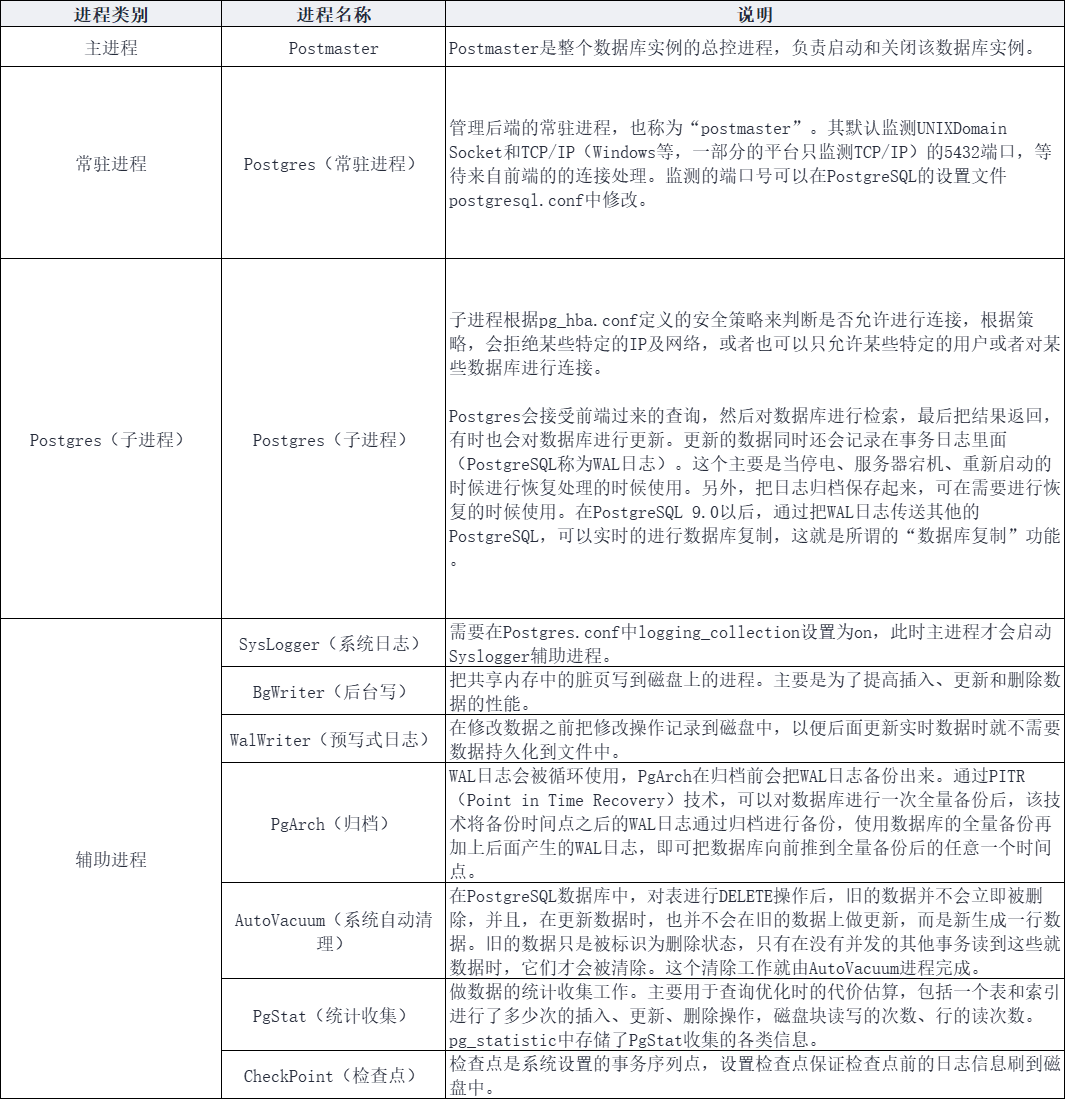 进程类别 进程名称 说明
主进程 Postmaster Postmaster是整个数据库实例的总控进程，负责启动和关闭该数据库实例。
常驻进程 Postgres（常驻进程）
管理后端的常驻进程，也称为“postmaster”。其默认监测UNIXDomain
Socket和TCP/IP（Windows等，一部分的平台只监测TCP/IP）的5432端口，等
待来自前端的的连接处理。监测的端口号可以在PostgreSQL的设置文件
postgresql.conf中修改。
Postgres（子进程） Postgres（子进程）
子进程根据pg_hba.conf定义的安全策略来判断是否允许进行连接，根据策
略，会拒绝某些特定的IP及网络，或者也可以只允许某些特定的用户或者对某
些数据库进行连接。
Postgres会接受前端过来的查询，然后对数据库进行检索，最后把结果返回，
有时也会对数据库进行更新。更新的数据同时还会记录在事务日志里面
（PostgreSQL称为WAL日志）。这个主要是当停电、服务器宕机、重新启动的
时候进行恢复处理的时候使用。另外，把日志归档保存起来，可在需要进行恢
复的时候使用。在PostgreSQL 9.0以后，通过把WAL日志传送其他的
PostgreSQL，可以实时的进行数据库复制，这就是所谓的“数据库复制”功能
。
辅助进程
SysLogger（系统日志）
需要在Postgres.conf中logging_collection设置为on，此时主进程才会启动
Syslogger辅助进程。
BgWriter（后台写）
把共享内存中的脏页写到磁盘上的进程。主要是为了提高插入、更新和删除数
据的性能。
WalWriter（预写式日志）
在修改数据之前把修改操作记录到磁盘中，以便后面更新实时数据时就不需要
数据持久化到文件中。
PgArch（归档）
WAL日志会被循环使用，PgArch在归档前会把WAL日志备份出来。通过PITR
（Point in Time Recovery）技术，可以对数据库进行一次全量备份后，该技
术将备份时间点之后的WAL日志通过归档进行备份，使用数据库的全量备份再
加上后面产生的WAL日志，即可把数据库向前推到全量备份后的任意一个时间
点。
AutoVacuum（系统自动清
理）
在PostgreSQL数据库中，对表进行DELETE操作后，旧的数据并不会立即被删
除，并且，在更新数据时，也并不会在旧的数据上做更新，而是新生成一行数
据。旧的数据只是被标识为删除状态，只有在没有并发的其他事务读到这些就
数据时，它们才会被清除。这个清除工作就由AutoVacuum进程完成。
PgStat（统计收集）
做数据的统计收集工作。主要用于查询优化时的代价估算，包括一个表和索引
进行了多少次的插入、更新、删除操作，磁盘块读写的次数、行的读次数。
pg_statistic中存储了PgStat收集的各类信息。
CheckPoint（检查点）
检查点是系统设置的事务序列点，设置检查点保证检查点前的日志信息刷到磁
盘中。